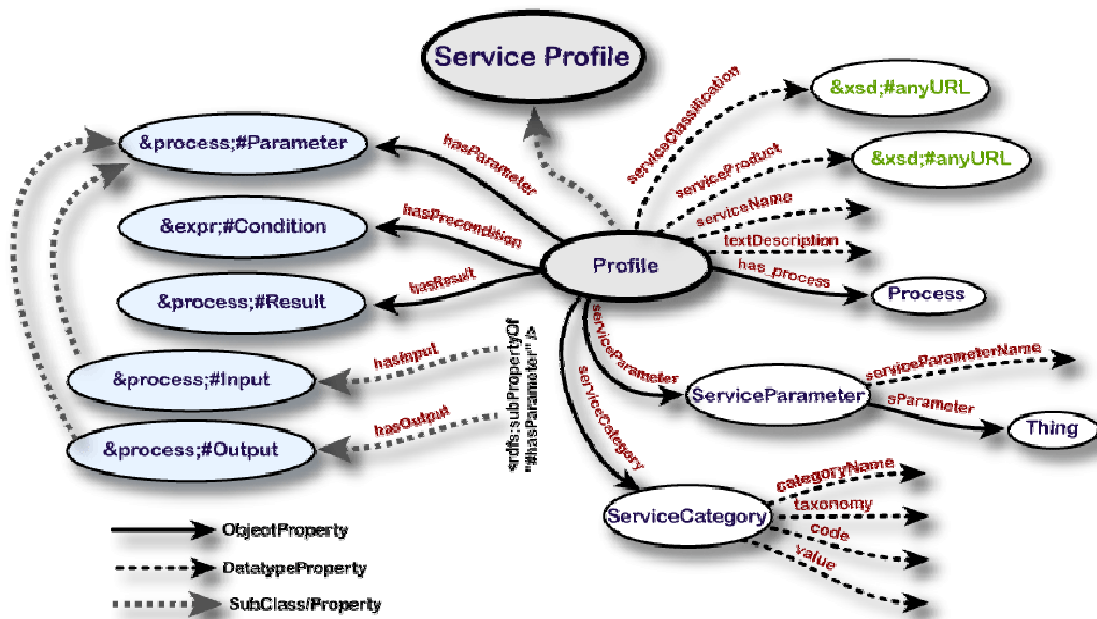 Service Profile
serviceClassification
&xsd;#anyURL
&process;#Parameter
hasParameter
serviceProduct
&xsd;#anyURL
serviceName
&expr;#Condition
hasPrecondition
textDescription
Profile
has_process
&process;#Result
hasResult
Process
hasInput
&process;#Input
<rdfs:subPropertyOf
"#hasParameter"/>
serviceParameter
serviceParameterName
ServiceParameter
sParameter
Thing
hasOutput
&process;#Output
serviceCategory
categoryName
taxonomy
ServiceCategory
code
value
ObjectProperty
DatatypeProperty
SubClass/Property